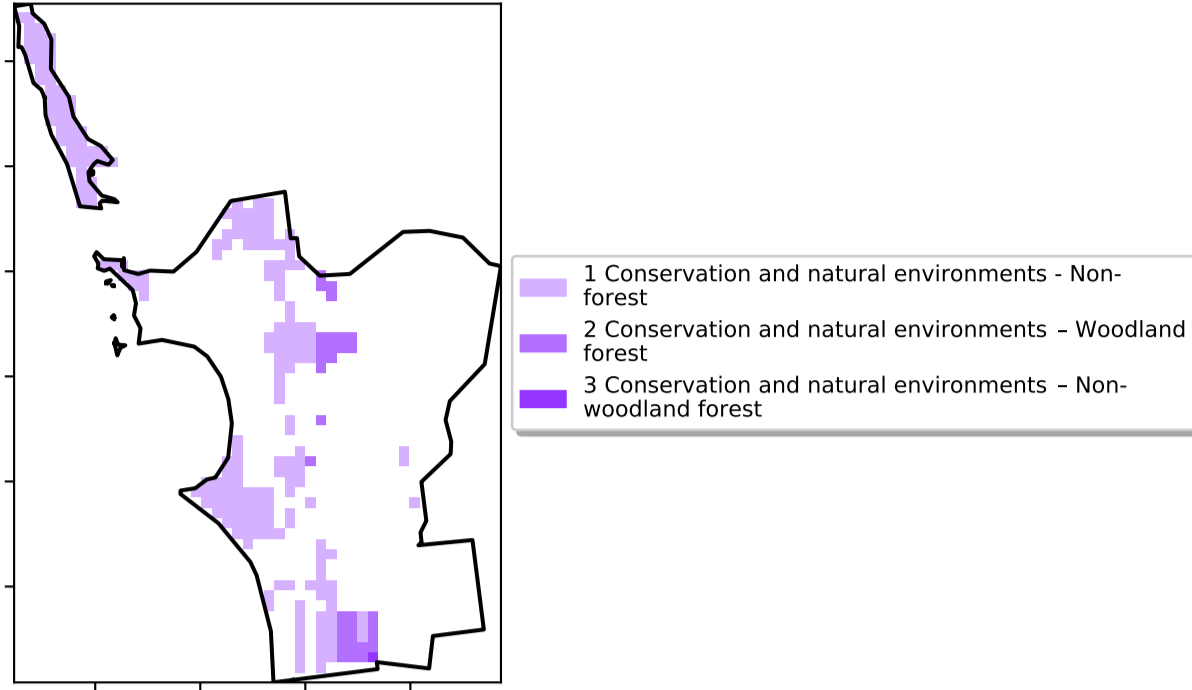 1 Conservation and natural environments - Non-
forest
2 Conservation and natural environments – Woodland
forest
3 Conservation and natural environments – Non-
woodland forest